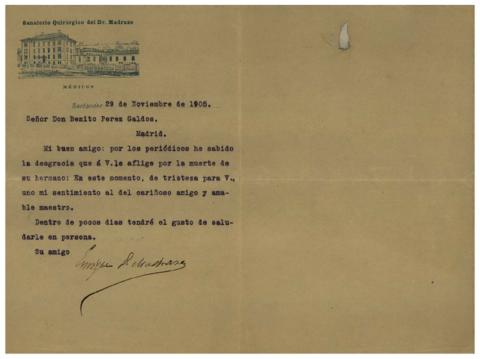 Sanatorio Quirúrgico del Dr. Madrazo
MÉDICOS
Santander 29 de Noviembre de 1905.
Señor Don Benito Perez Galdos.
Madrid.
Mi buen amigo: por los periódicos he sabido
la desgracia que á V.le aflige por la muerte de
su hermano: En este momento, de tristeza para V.,
uno mi sentimiento al del cariñoso amigo y ama-
ble maestro.
Dentro de pocos dias tendré el gusto de salu-
darle en persona.
Su amigo
Enrique D. Madrazo